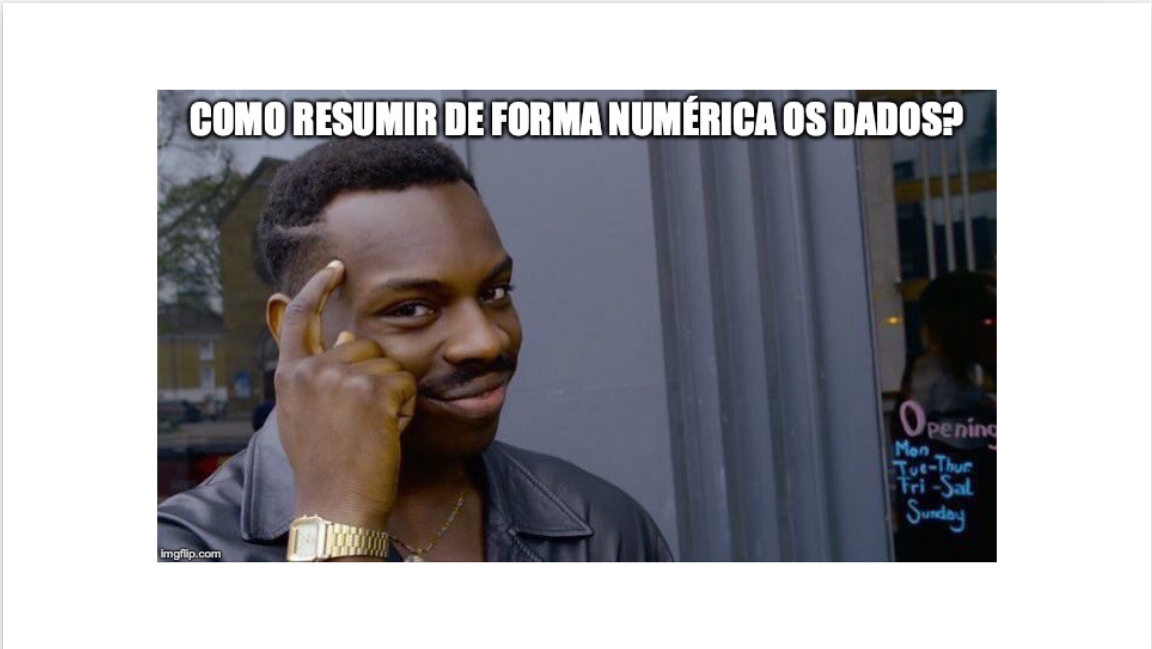 COMO RESUMIR DE FORMA NUMÉRICA OS DADOS?
Opening
Mon
Tue-Thur
Fri-Sat
Sunday
imgflip.com